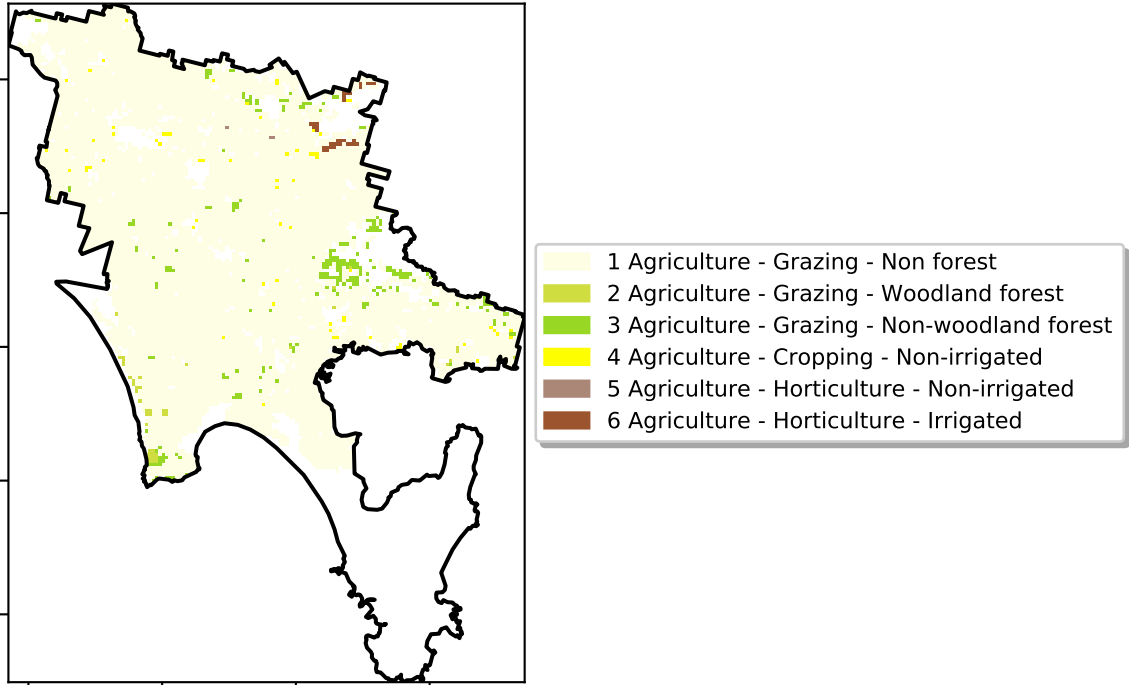 1 Agriculture - Grazing - Non forest
2 Agriculture - Grazing - Woodland forest
3 Agriculture - Grazing - Non-woodland forest
4 Agriculture - Cropping - Non-irrigated
5 Agriculture - Horticulture - Non-irrigated
6 Agriculture - Horticulture - Irrigated